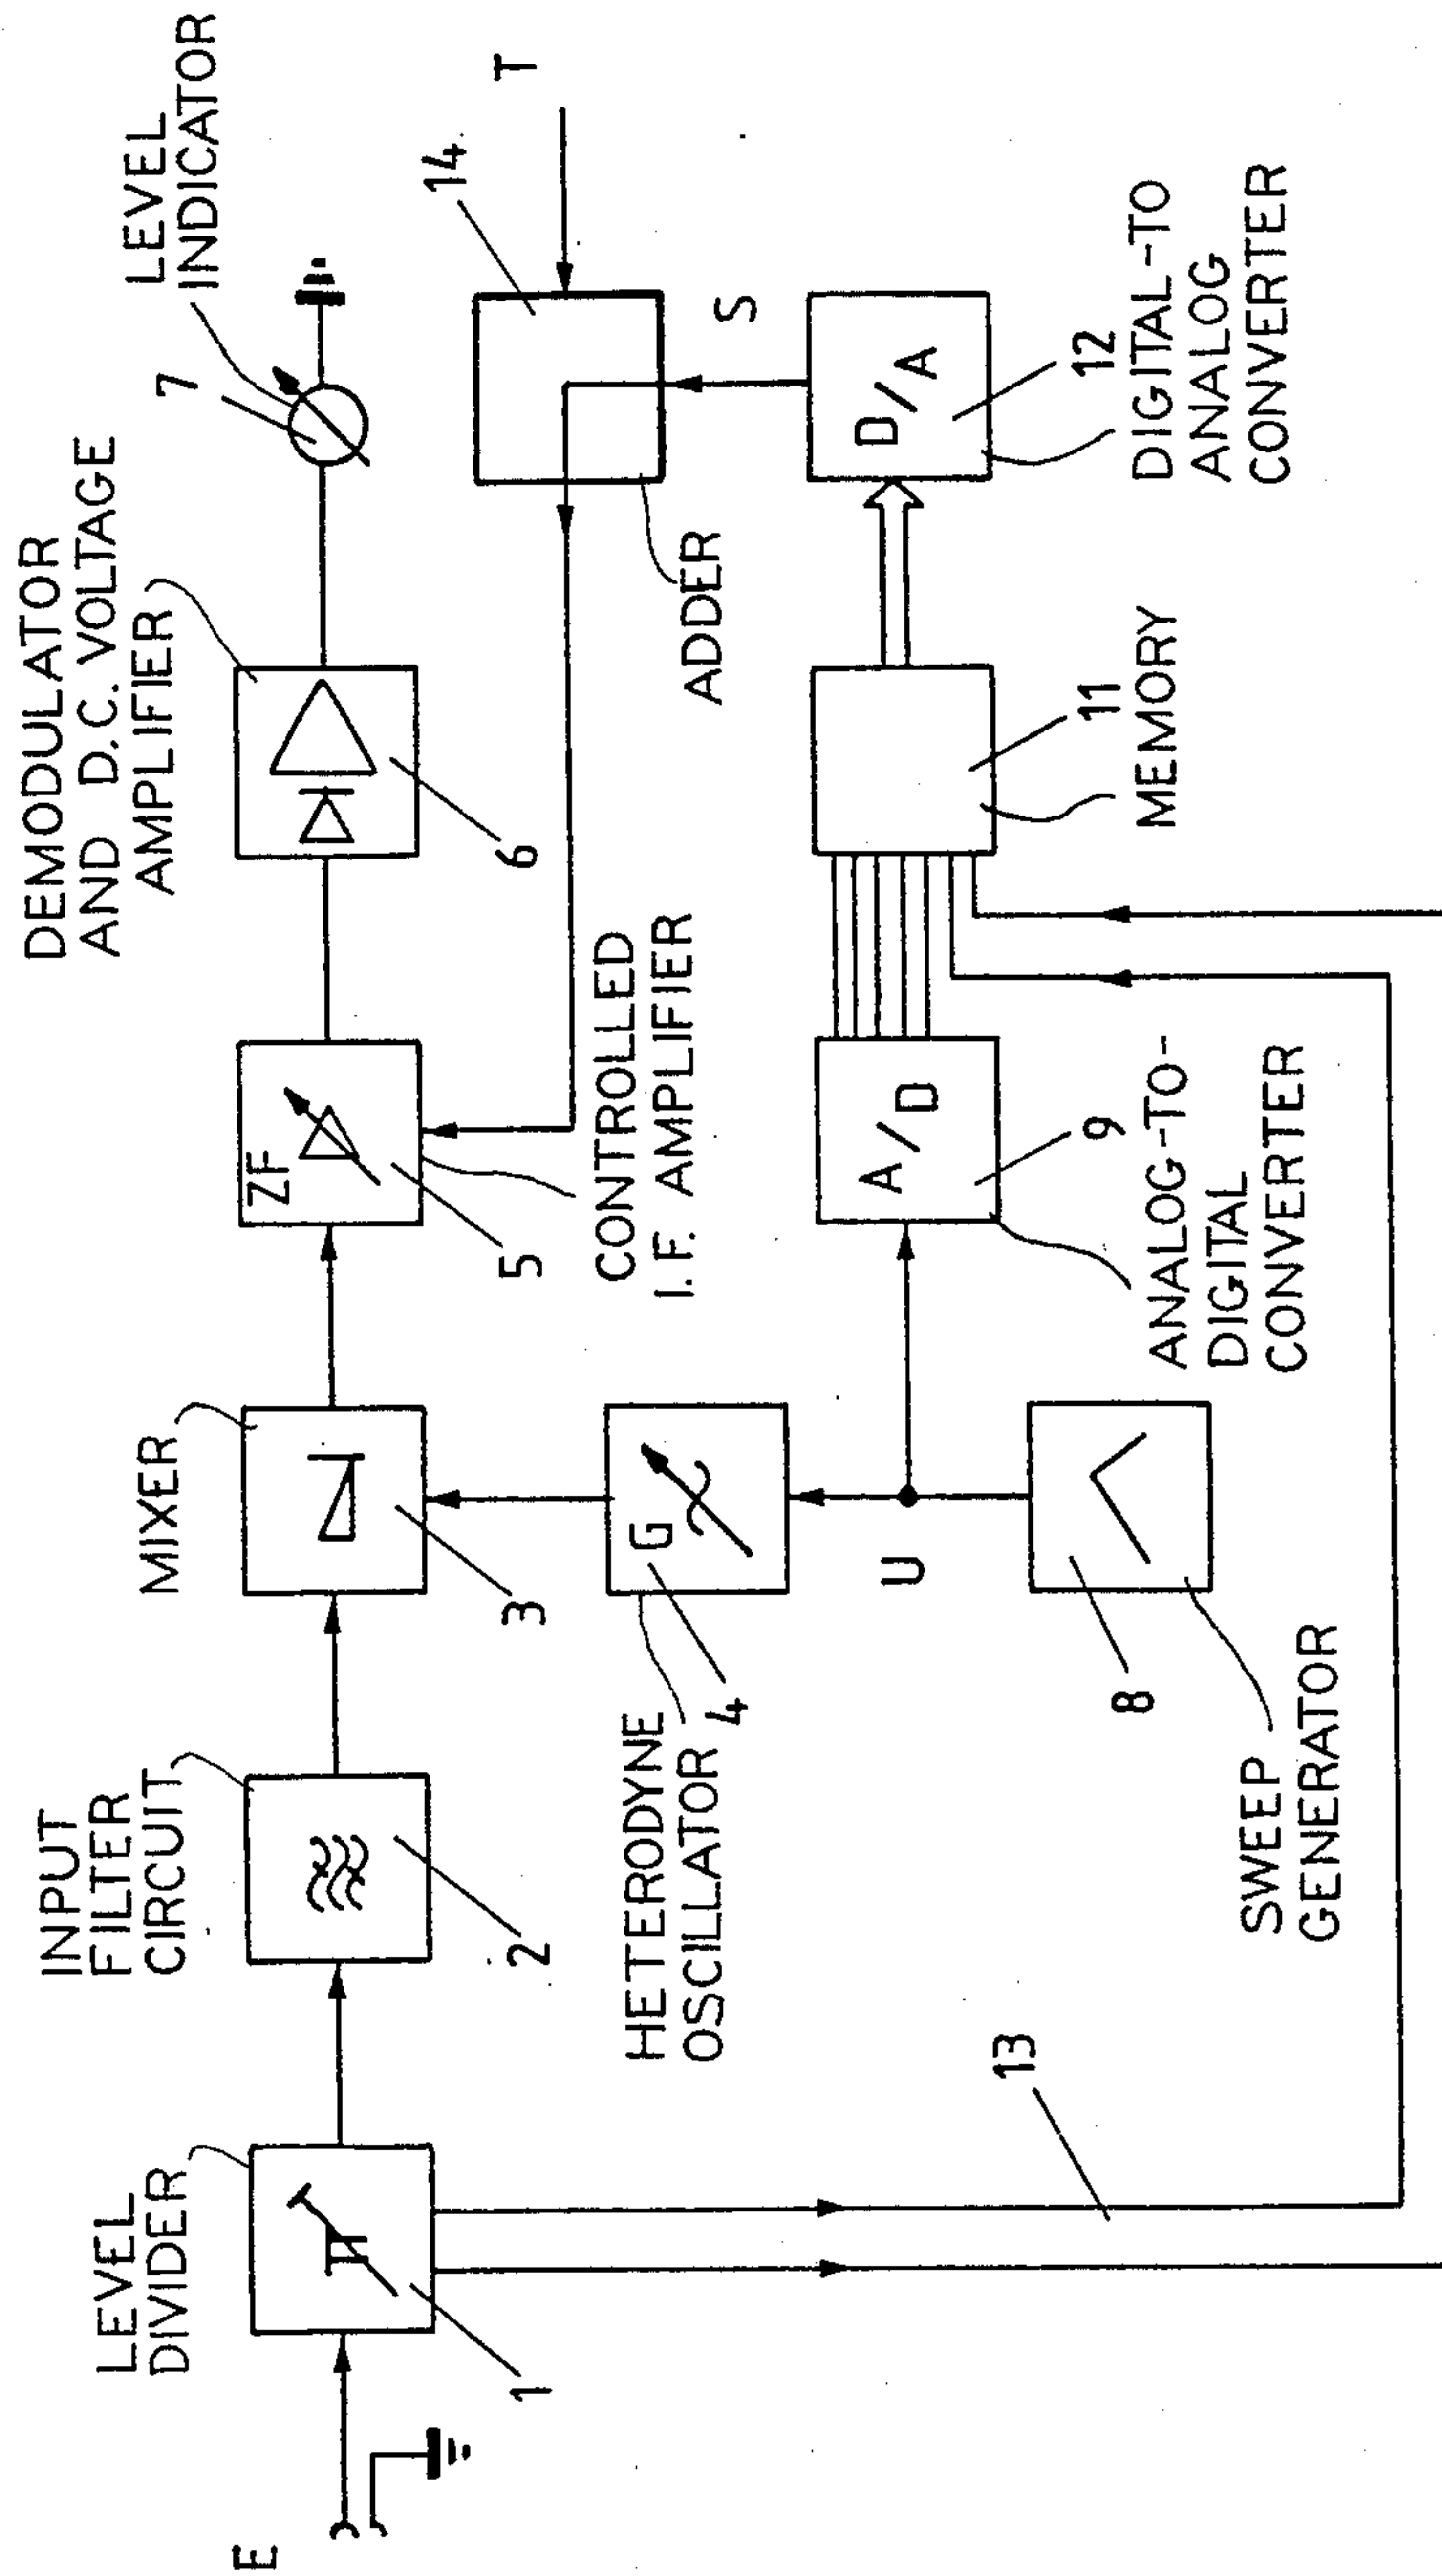 E
LEVEL
DIVIDER
1
INPUT
FILTER
CIRCUIT
2
MIXER
3
ZF
5
CONTROLLED
I.F. AMPLIFIER
DEMODULATOR
AND D.C. VOLTAGE
AMPLIFIER
6
LEVEL
INDICATOR
7
HETERODYNE
OSCILLATOR
4
G
U
8
SWEEP
GENERATOR
A/D
9
ANALOG-TO-
DIGITAL
CONVERTER
11
MEMORY
D/A
12
DIGITAL-TO
ANALOG
CONVERTER
S
ADDER
14
T
13